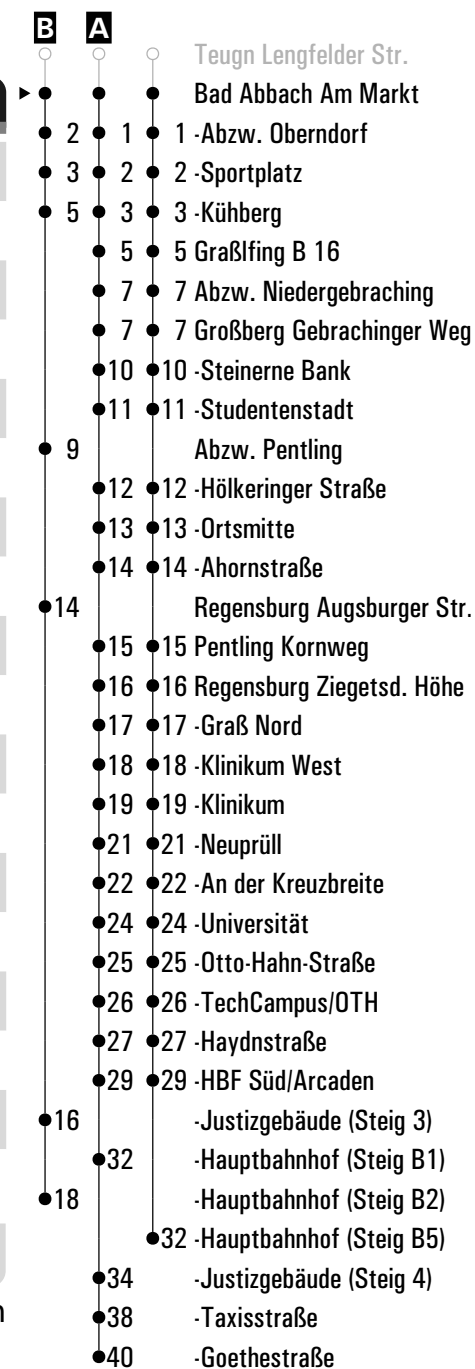 B A
Teugn Lengfelder Str.
Bad Abbach Am Markt
2 1 1 -Abzw. Oberndorf
3 2 2 -Sportplatz
5 3 3 -Kühberg
5 5 Graßlfing B 16
7 7 Abzw. Niedergebraching
7 7 Großberg Gebrachinger Weg
10 10 -Steinerne Bank
11 11 -Studentenstadt
9 Abzw. Pentling
12 12 -Hölkeringer Straße
13 13 -Ortsmitte
14 14 -Ahornstraße
14 Regensburg Augsburger Str.
15 15 Pentling Kornweg
16 16 Regensburg Ziegetsd. Höhe
17 17 -Graß Nord
18 18 -Klinikum West
19 19 -Klinikum
21 21 -Neuprüll
22 22 -An der Kreuzbreite
24 24 -Universität
25 25 -Otto-Hahn-Straße
26 26 -TechCampus/OTH
27 27 -Haydnstraße
29 29 -HBF Süd/Arcaden
16 -Justizgebäude (Steig 3)
32 -Hauptbahnhof (Steig B1)
18 -Hauptbahnhof (Steig B2)
32 -Hauptbahnhof (Steig B5)
34 -Justizgebäude (Steig 4)
38 -Taxisstraße
40 -Goethestraße